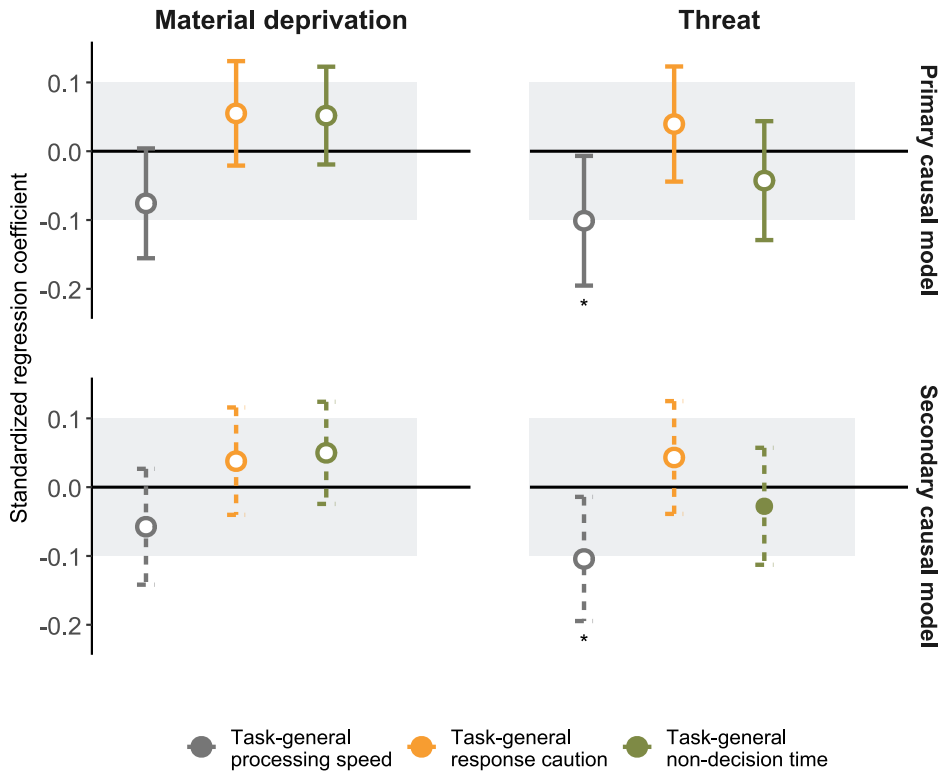 Material deprivation
Threat
Standardized regression coefficient
Primary causal model
0.1
0.0
-0.1
-0.2
*
Secondary causal model
0.1
0.0
-0.1
-0.2
*
Task-general
processing speed
Task-general
response caution
Task-general
non-decision time